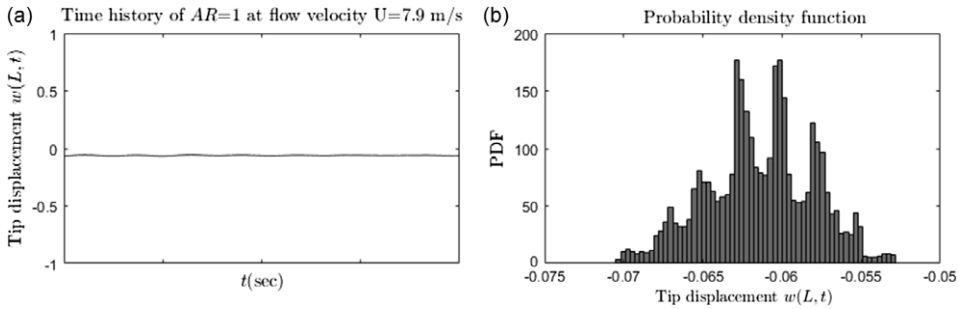 (a) Time history of AR=1 at flow velocity U=7.9 m/s
1
0.5
0
-0.5
-1
Tip displacement w(L, t)
t(sec)
(b) Probability density function
200
150
100
50
0
PDF
-0.075 -0.07 -0.065 -0.06 -0.055 -0.05
Tip displacement w(L, t)